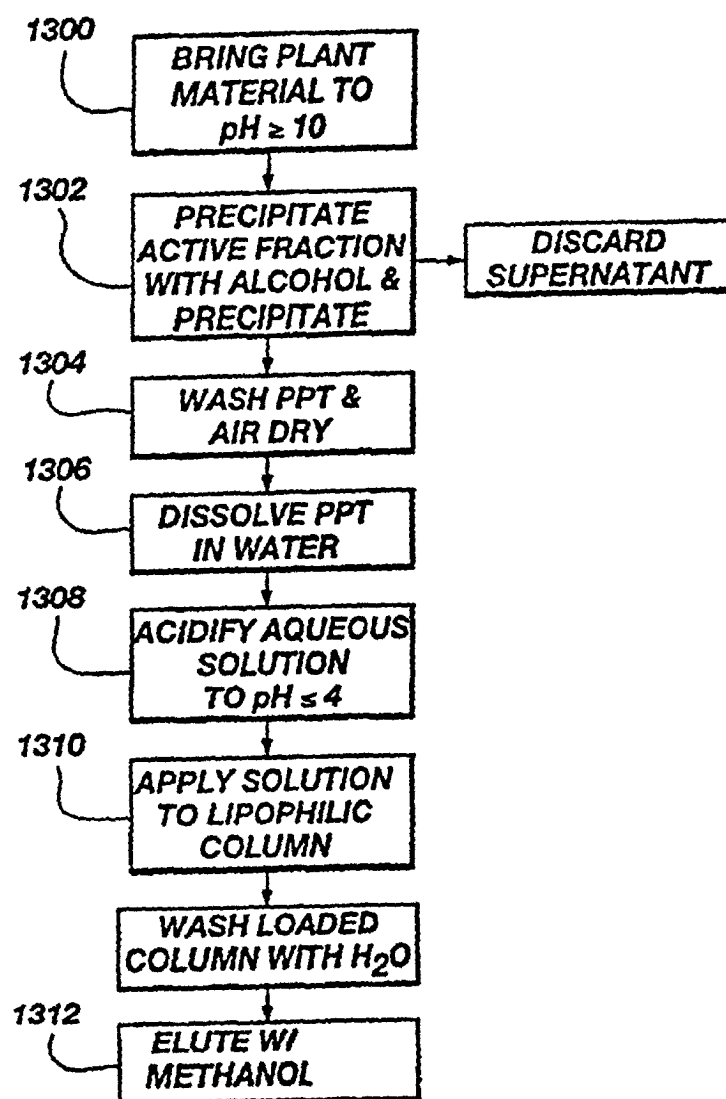 1300
BRING PLANT
MATERIAL TO
pH ≥ 10
1302
PRECIPITATE
ACTIVE FRACTION
WITH ALCOHOL &
PRECIPITATE
DISCARD
SUPERNATANT
1304
WASH PPT &
AIR DRY
1306
DISSOLVE PPT
IN WATER
1308
ACIDIFY AQUEOUS
SOLUTION
TO pH ≤ 4
1310
APPLY SOLUTION
TO LIPOPHILIC
COLUMN
WASH LOADED
COLUMN WITH H₂O
1312
ELUTE W/
METHANOL